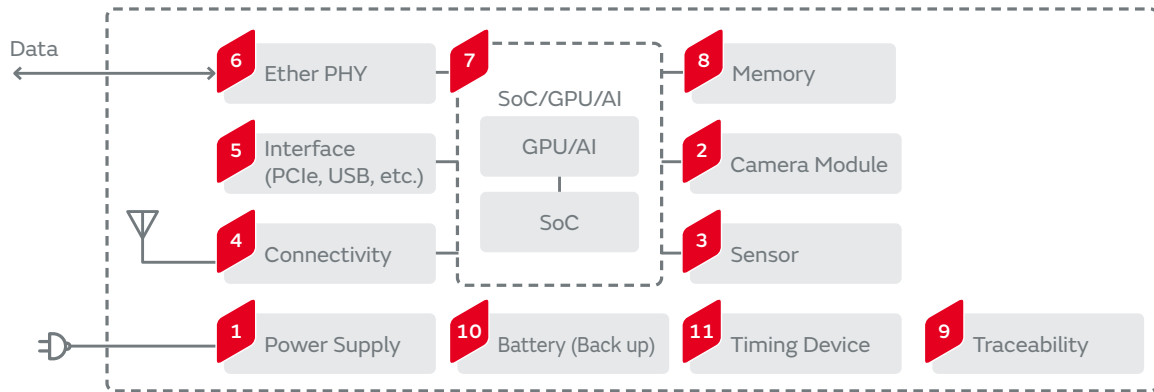 Data
6
Ether PHY
7
SoC/GPU/AI
8
Memory
5
Interface
(PCIe, USB, etc.)
GPU/AI
2
Camera Module
4
Connectivity
SoC
3
Sensor
1
Power Supply
10
Battery (Back up)
11
Timing Device
9
Traceability